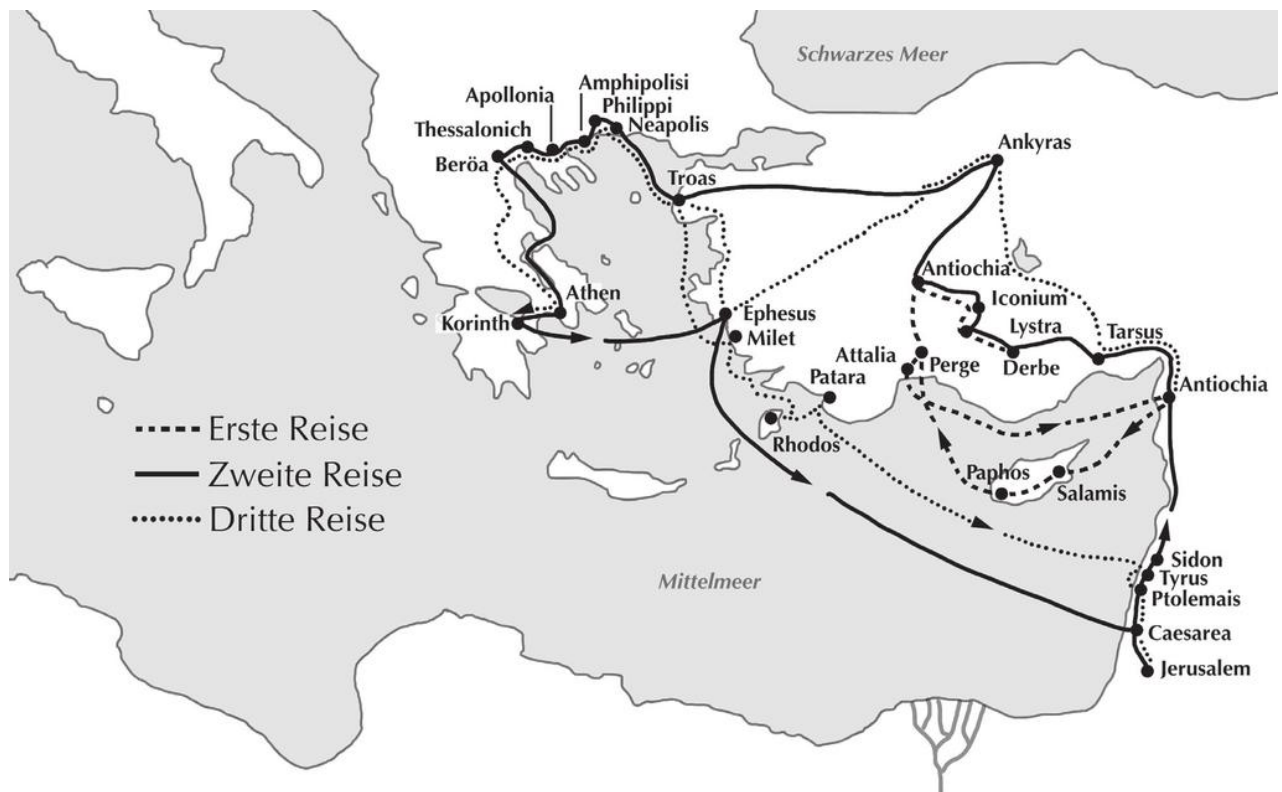 Schwarzes Meer
Amphipolisi
Apollonia
Philippi
Thessalonich
Neapolis
Beröa
Ankyras
Troas
Antiochia
Iconium
Athen
Ephesus
Korinth
Lystra
Milet
Tarsus
Attalia
Perge
Derbe
Patara
Antiochia
Erste Reise
Rhodos
Zweite Reise
Paphos
Salamis
Dritte Reise
Sidon
Mittelmeer
Tyrus
Ptolemais
Caesarea
Jerusalem